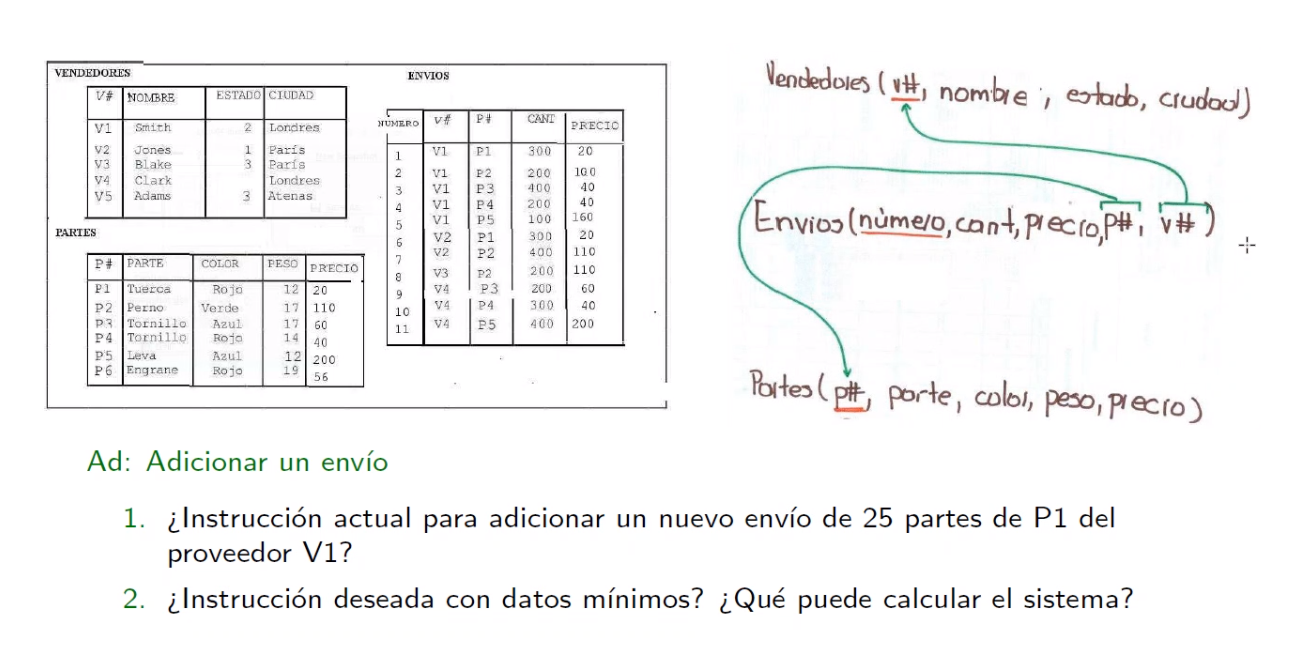 VENDEDORES
V# NOMBRE ESTADO CIUDAD
V1 Smith 2 Londres
V2 Jones 1 París
V3 Blake 3 París
V4 Clark Londres
V5 Adams 3 Atenas
PARTES
P# PARTE COLOR PESO PRECIO
P1 Tuerca Rojo 12 20
P2 Perno Verde 17 110
P3 Tornillo Azul 17 60
P4 Tornillo Rojo 14 40
P5 Leva Azul 12 200
P6 Engrane Rojo 19 56
ENVIOS
NUMERO V# P# CANT PRECIO
1 V1 P1 300 20
2 V1 P2 200 100
3 V1 P3 400 40
4 V1 P4 200 40
5 V1 P5 100 160
6 V2 P1 300 20
7 V2 P2 400 110
8 V3 P2 200 110
9 V4 P3 200 60
10 V4 P4 300 40
11 V4 P5 400 200
Vendedores (v#, nombre, estado, ciudad)
Envios (número, cant, precio, p#, v#)
Partes (p#, parte, color, peso, precio)
Ad: Adicionar un envío
1. ¿Instrucción actual para adicionar un nuevo envío de 25 partes de P1 del
proveedor V1?
2. ¿Instrucción deseada con datos mínimos? ¿Qué puede calcular el sistema?